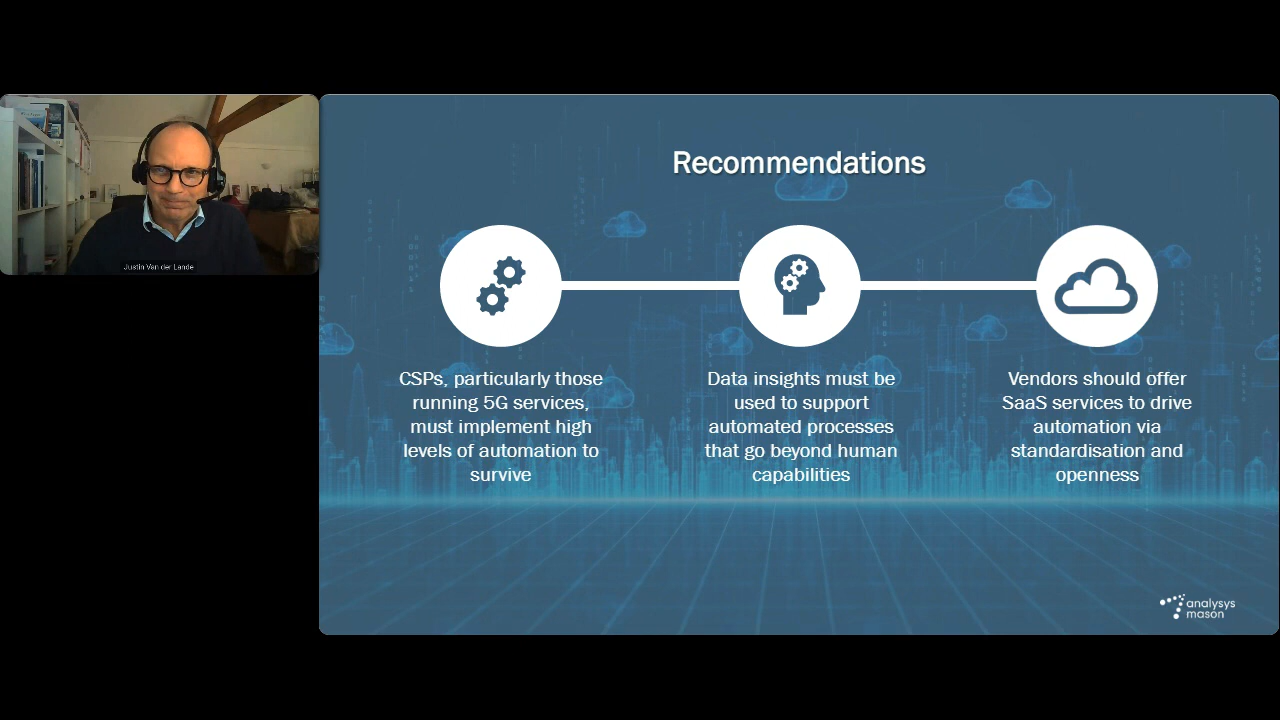 Justin Van der Lande
Recommendations
CSPs, particularly those
running 5G services,
must implement high
levels of automation to
survive
Data insights must be
used to support
automated processes
that go beyond human
capabilities
Vendors should offer
SaaS services to drive
automation via
standardisation and
openness
analysys
mason